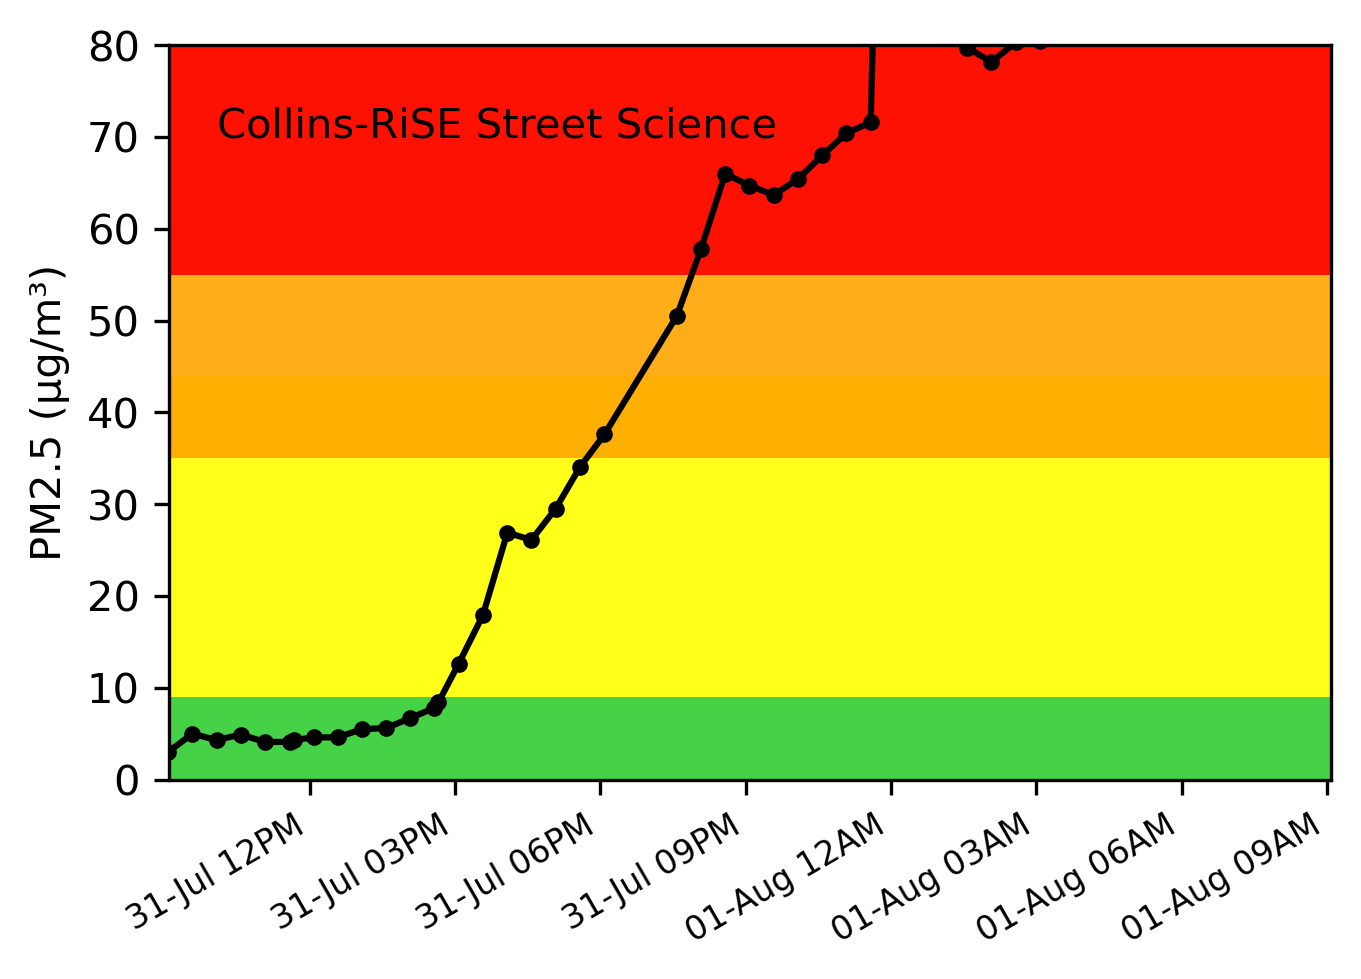 80
Collins-RiSE Street Science
70
60
50
40
30
20
10
0
PM2.5 (µg/m³)
31-Jul 12PM
31-Jul 03PM
31-Jul 06PM
31-Jul 09PM
01-Aug 12AM
01-Aug 03AM
01-Aug 06AM
01-Aug 09AM